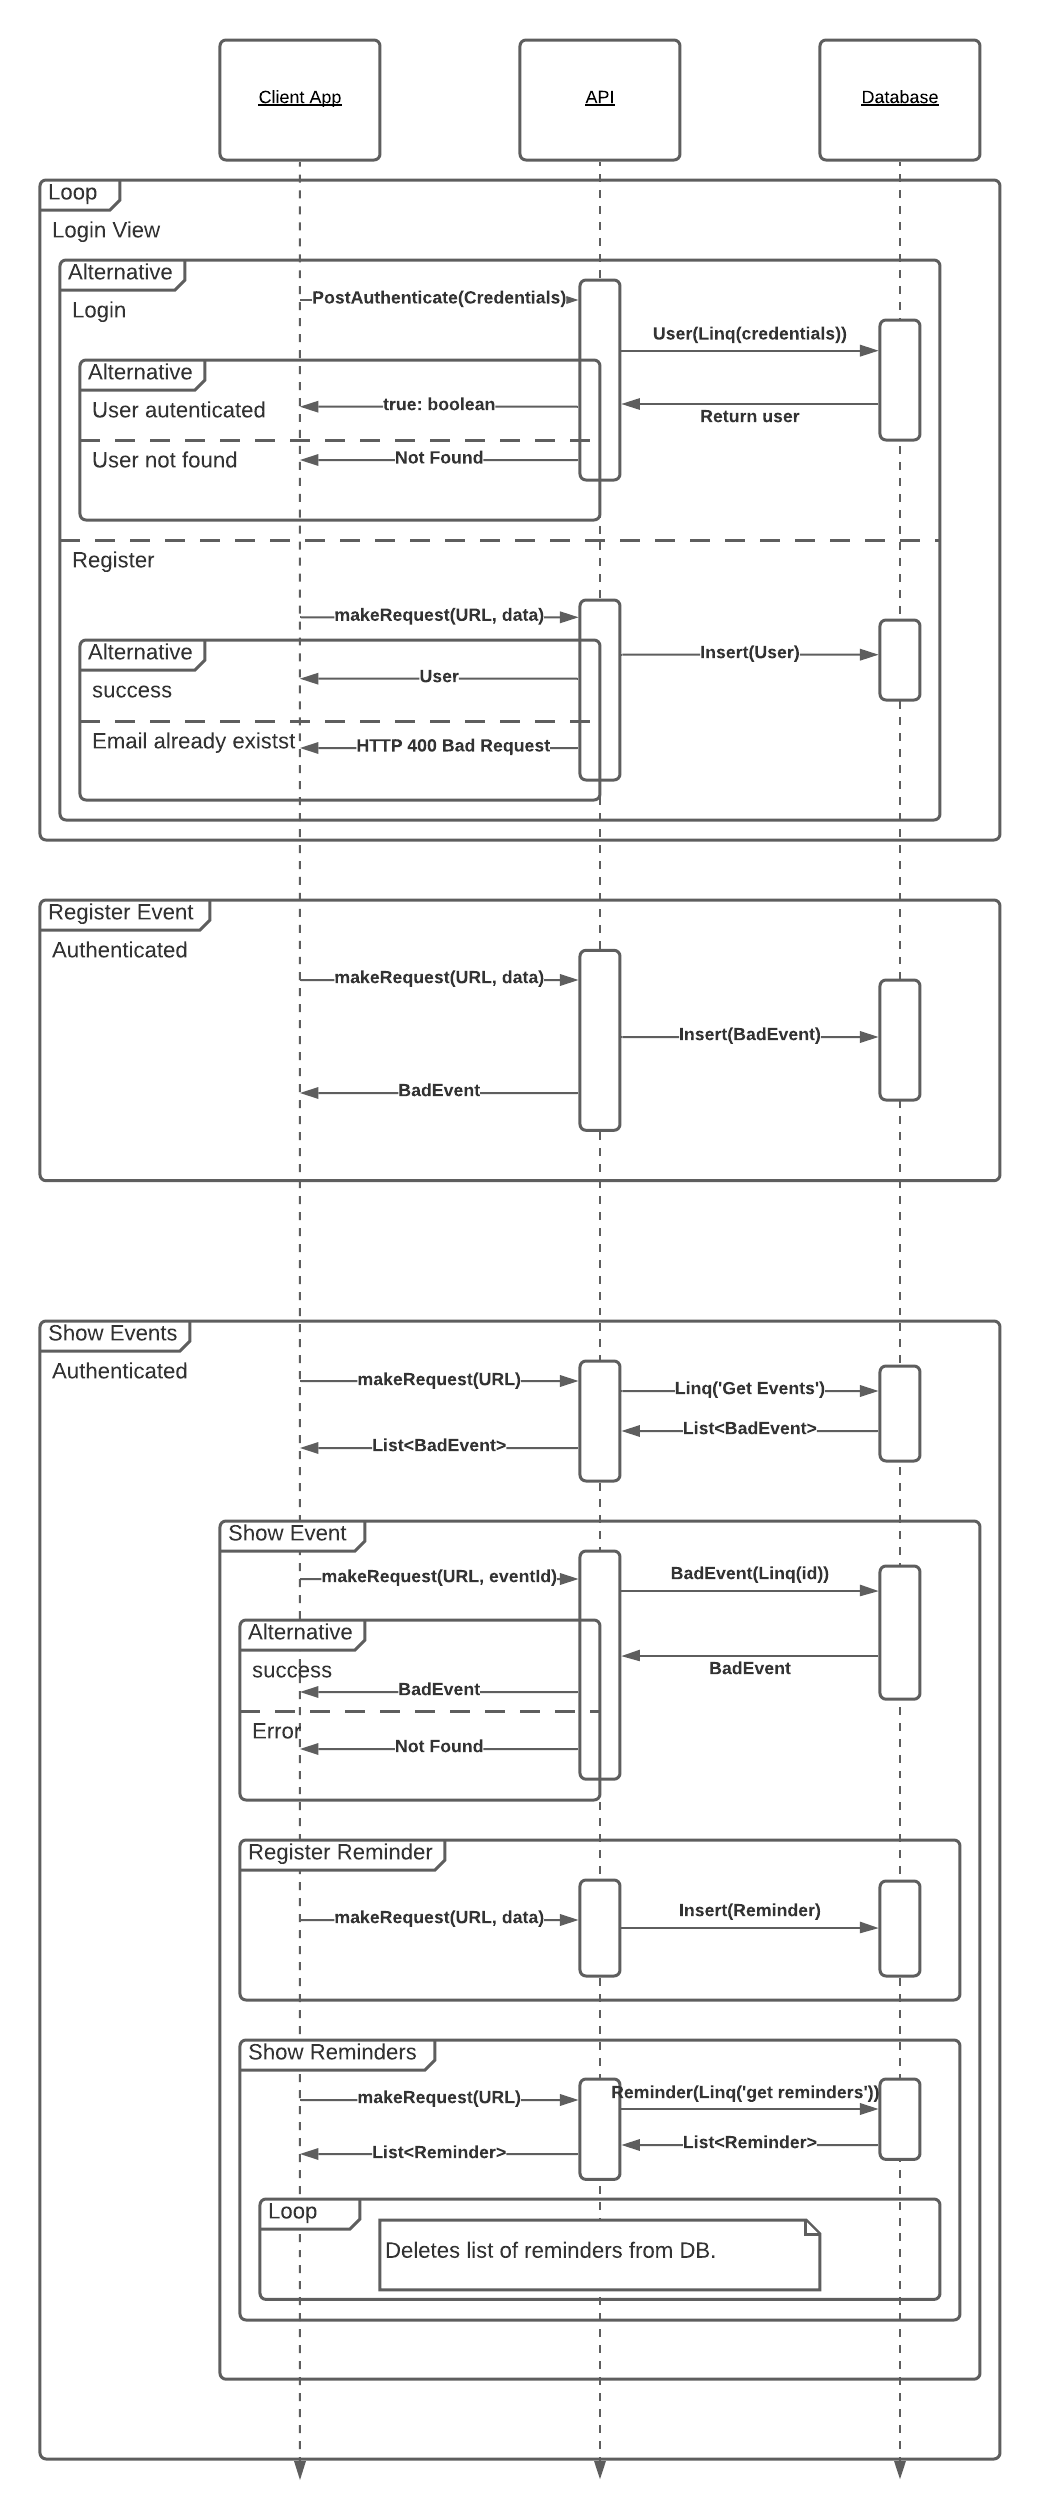 Client App
API
Database
Loop
Login View
Alternative
Login
PostAuthenticate(Credentials)
User(Linq(credentials))
Alternative
User autenticated
true: boolean
Return user
User not found
Not Found
Register
makeRequest(URL, data)
Alternative
Insert(User)
success
User
Email already existst
HTTP 400 Bad Request
Register Event
Authenticated
makeRequest(URL, data)
Insert(BadEvent)
BadEvent
Show Events
Authenticated
makeRequest(URL)
Linq('Get Events')
List<BadEvent>
List<BadEvent>
Show Event
makeRequest(URL, eventId)
BadEvent(Linq(id))
Alternative
success
BadEvent
BadEvent
Error
Not Found
Register Reminder
makeRequest(URL, data)
Insert(Reminder)
Show Reminders
makeRequest(URL)
Reminder(Linq('get reminders'))
List<Reminder>
List<Reminder>
Loop
Deletes list of reminders from DB.